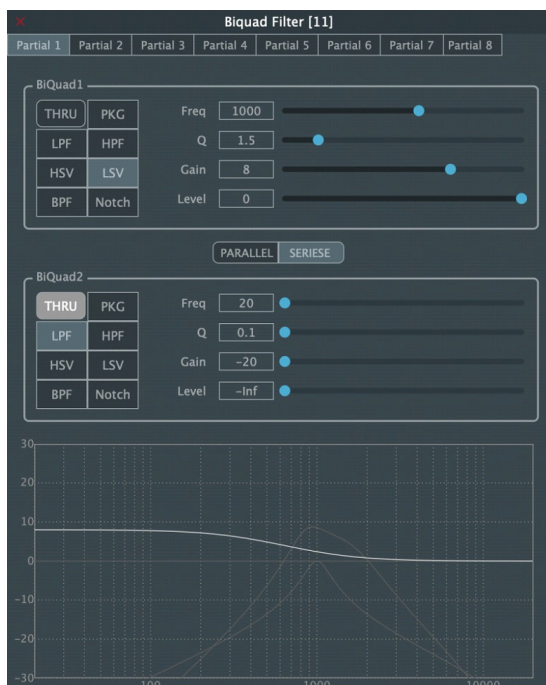 Biquad Filter [11]
Partial 1 Partial 2 Partial 3 Partial 4 Partial 5 Partial 6 Partial 7 Partial 8
BiQuad1
THRU PKG Freq 1000
LPF HPF Q 1.5
HSV LSV Gain 8
BPF Notch Level 0
PARALLEL SERIESE
BiQuad2
THRU PKG Freq 20
LPF HPF Q 0.1
HSV LSV Gain -20
BPF Notch Level -Inf
30
20
10
0
-10
-20
-30
100 1000 10000